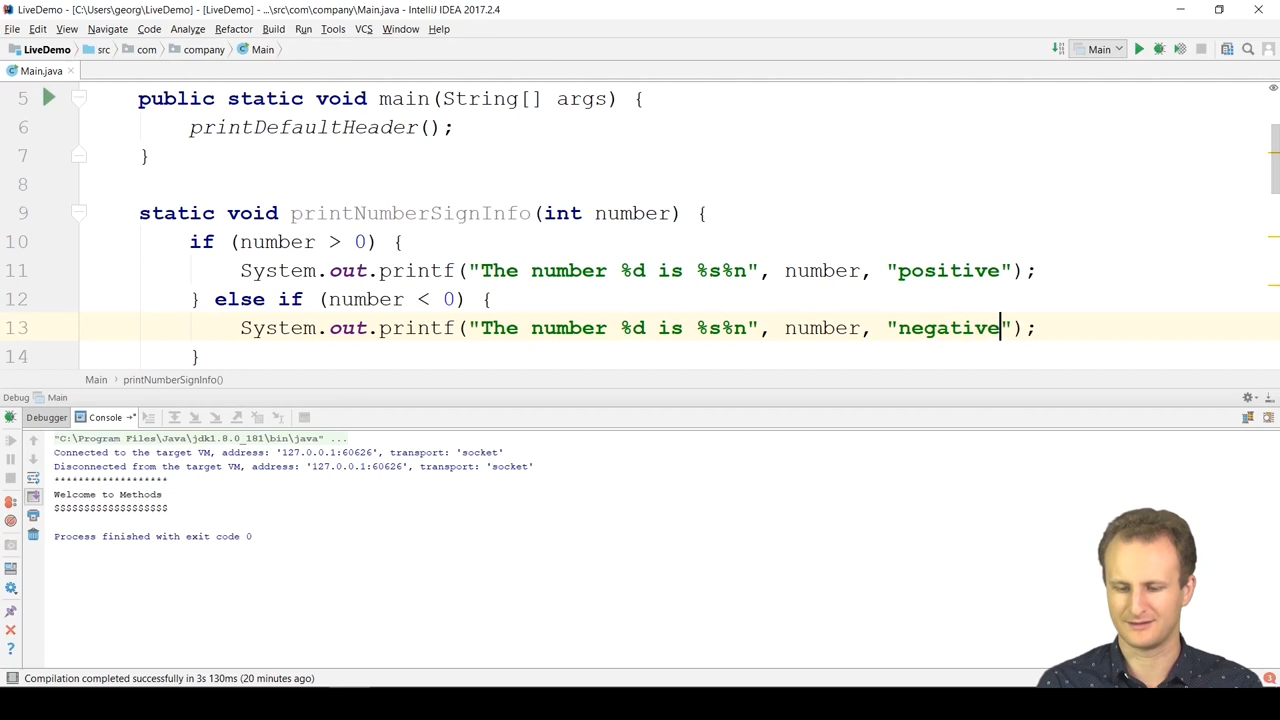 LiveDemo - [C:\Users\georg\LiveDemo] - [LiveDemo] - ...\src\com\company\Main.java - IntelliJ IDEA 2017.2.4
File Edit View Navigate Code Analyze Refactor Build Run Tools VCS Window Help
LiveDemo src com company Main Main
Main.java
5 public static void main(String[] args) {
6 printDefaultHeader();
7 }
8
9 static void printNumberSignInfo(int number) {
10 if (number > 0) {
11 System.out.printf("The number %d is %s%n", number, "positive");
12 } else if (number < 0) {
13 System.out.printf("The number %d is %s%n", number, "negative");
14 }
Main printNumberSignInfo()
Debug Main
Debugger Console
"C:\Program Files\Java\jdk1.8.0_181\bin\java" ...
Connected to the target VM, address: '127.0.0.1:60626', transport: 'socket'
Disconnected from the target VM, address: '127.0.0.1:60626', transport: 'socket'
*******************
Welcome to Methods
$$$$$$$$$$$$$$$$$$$
Process finished with exit code 0
Compilation completed successfully in 3s 130ms (20 minutes ago)
3